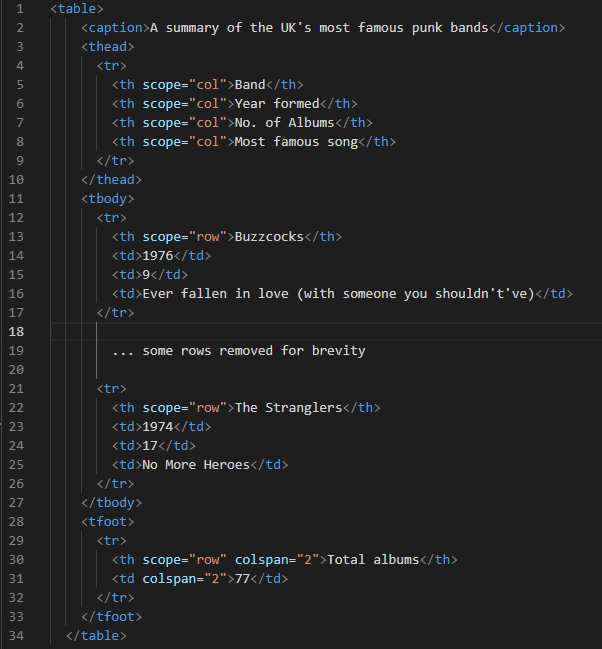 1 <table>
2 <caption>A summary of the UK's most famous punk bands</caption>
3 <thead>
4 <tr>
5 <th scope="col">Band</th>
6 <th scope="col">Year formed</th>
7 <th scope="col">No. of Albums</th>
8 <th scope="col">Most famous song</th>
9 </tr>
10 </thead>
11 <tbody>
12 <tr>
13 <th scope="row">Buzzcocks</th>
14 <td>1976</td>
15 <td>9</td>
16 <td>Ever fallen in love (with someone you shouldn't've)</td>
17 </tr>
18
19 ... some rows removed for brevity
20
21 <tr>
22 <th scope="row">The Stranglers</th>
23 <td>1974</td>
24 <td>17</td>
25 <td>No More Heroes</td>
26 </tr>
27 </tbody>
28 <tfoot>
29 <tr>
30 <th scope="row" colspan="2">Total albums</th>
31 <td colspan="2">77</td>
32 </tr>
33 </tfoot>
34 </table>